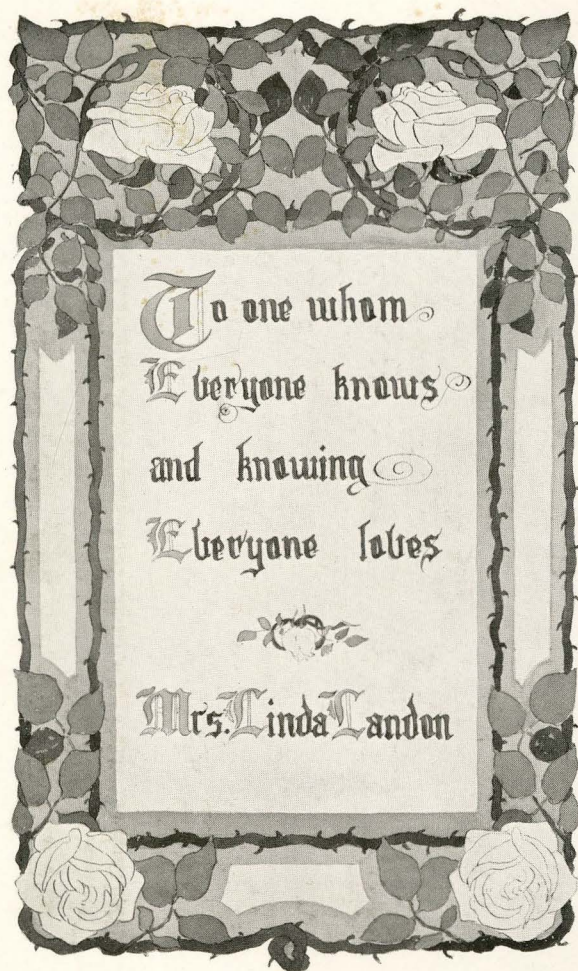 To one whom
Everyone knows
and knowing
Everyone loves
Mrs. Linda Landon